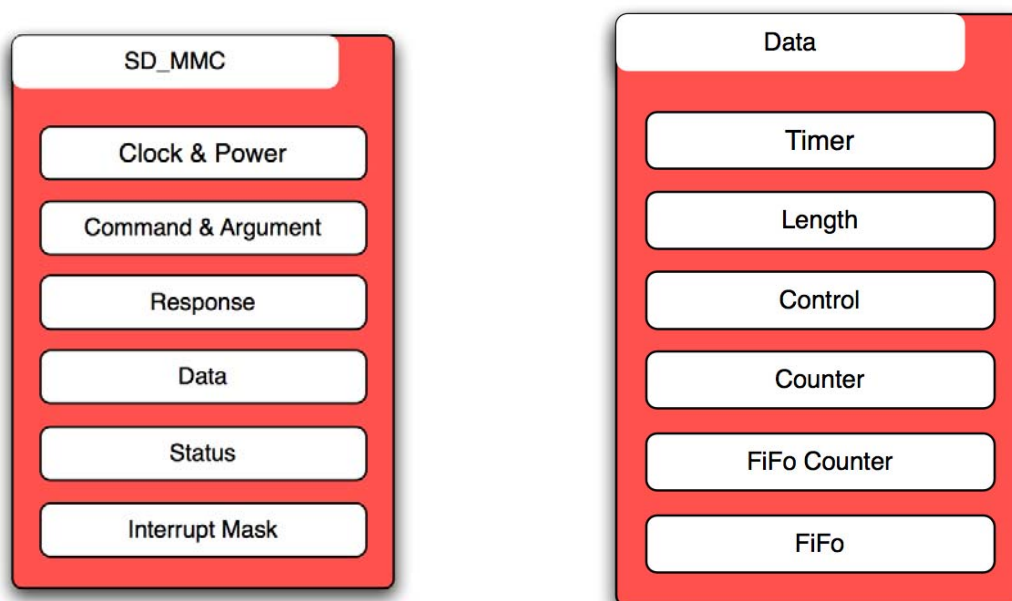 SD_MMC
Clock & Power
Command & Argument
Response
Data
Status
Interrupt Mask
Data
Timer
Length
Control
Counter
FiFo Counter
FiFo